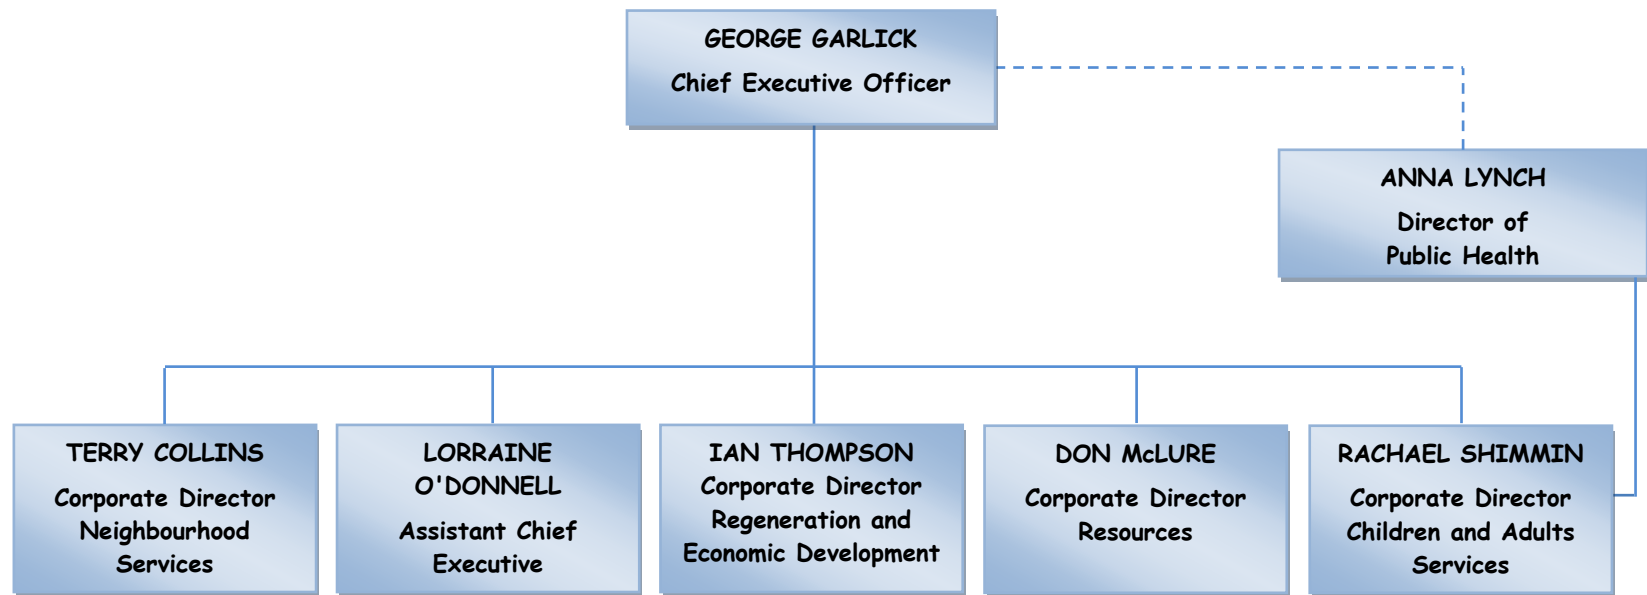 GEORGE GARLICK
Chief Executive Officer
ANNA LYNCH
Director of
Public Health
TERRY COLLINS
Corporate Director
Neighbourhood
Services
LORRAINE
O'DONNELL
Assistant Chief
Executive
IAN THOMPSON
Corporate Director
Regeneration and
Economic Development
DON McLURE
Corporate Director
Resources
RACHAEL SHIMMIN
Corporate Director
Children and Adults
Services